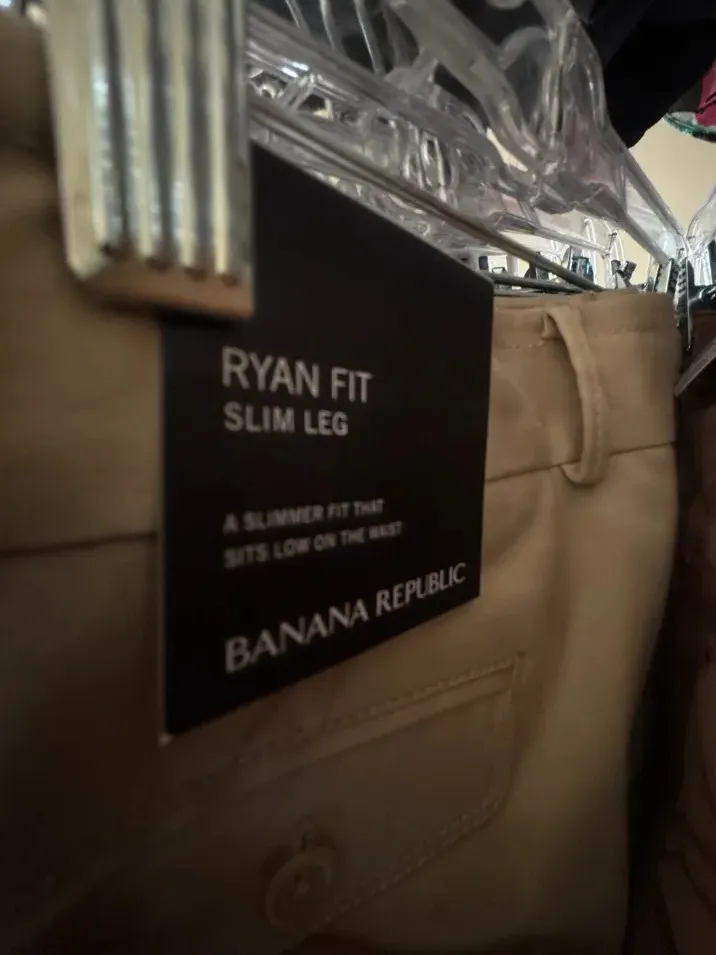 RYAN FIT
SLIM LEG
A SLIMMER FIT THAT
SITS LOW ON THE WAIST
BANANA REPUBLIC